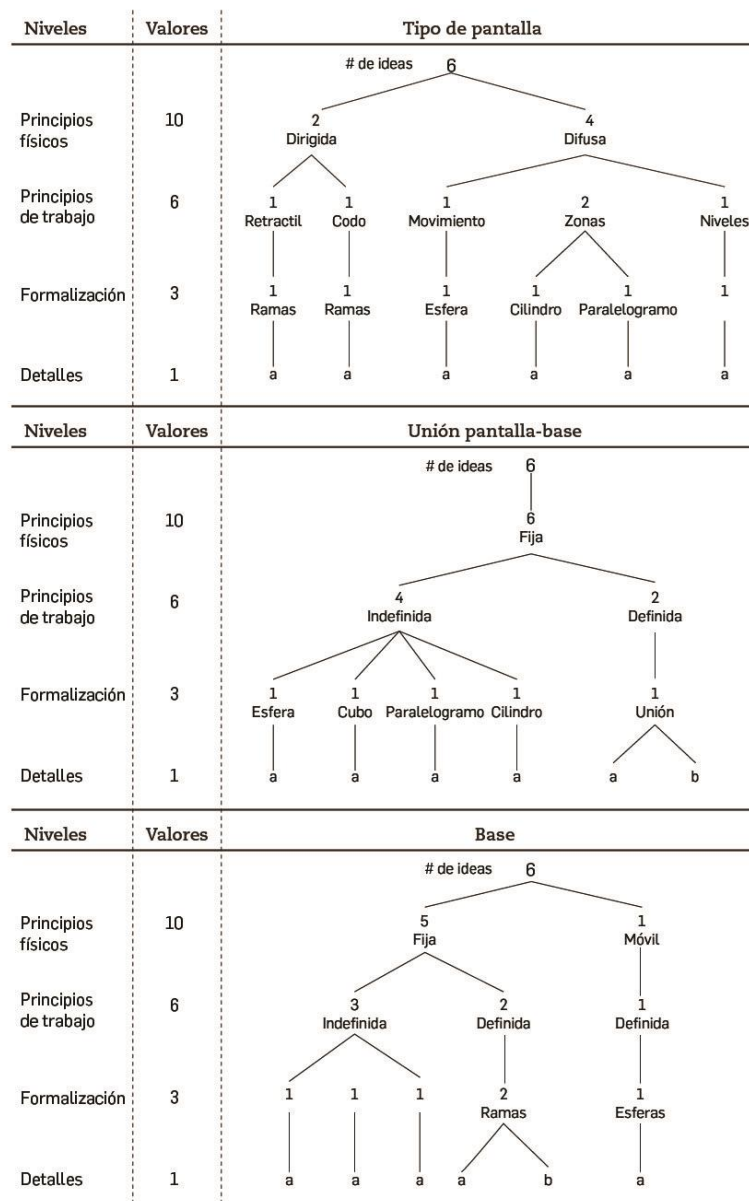 Niveles Valores Tipo de pantalla
# de ideas 6
Principios físicos 10 2 4
Dirigida Difusa
Principios de trabajo 6 1 1 1 2 1
Retractil Codo Movimiento Zonas Niveles
Formalización 3 1 1 1 1 1 1
Ramas Ramas Esfera Cilindro Paralelogramo
Detalles 1 a a a a a a
Niveles Valores Unión pantalla-base
# de ideas 6
Principios físicos 10 6
Fija
Principios de trabajo 6 4 2
Indefinida Definida
Formalización 3 1 1 1 1 1
Esfera Cubo Paralelogramo Cilindro Unión
Detalles 1 a a a a a b
Niveles Valores Base
# de ideas 6
Principios físicos 10 5 1
Fija Móvil
Principios de trabajo 6 3 2 1
Indefinida Definida Definida
Formalización 3 1 1 1 2 1
Ramas Esferas
Detalles 1 a a a a b a